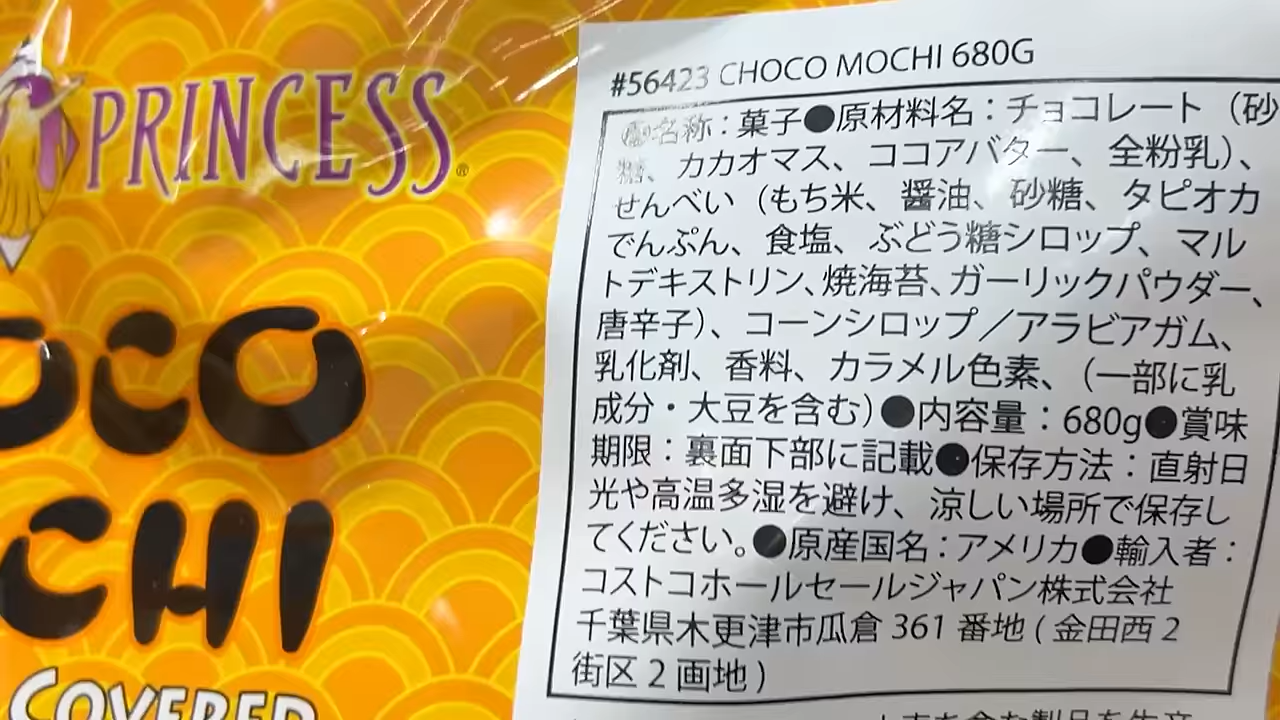 PRINCESS®
OCO
CHI
COVERED
#56423 CHOCO MOCHI 680G
名称：菓子●原材料名：チョコレート（砂
糖、カカオマス、ココアバター、全粉乳）、
せんべい（もち米、醤油、砂糖、タピオカ
でんぷん、食塩、ぶどう糖シロップ、マル
トデキストリン、焼海苔、ガーリックパウダー、
唐辛子）、コーンシロップ／アラビアガム、
乳化剤、香料、カラメル色素、（一部に乳
成分・大豆を含む）●内容量：680g●賞味
期限：裏面下部に記載●保存方法：直射日
光や高温多湿を避け、涼しい場所で保存し
てください。●原産国名：アメリカ●輸入者：
コストコホールセールジャパン株式会社
千葉県木更津市瓜倉 361 番地 ( 金田西 2
街区 2 画地 )